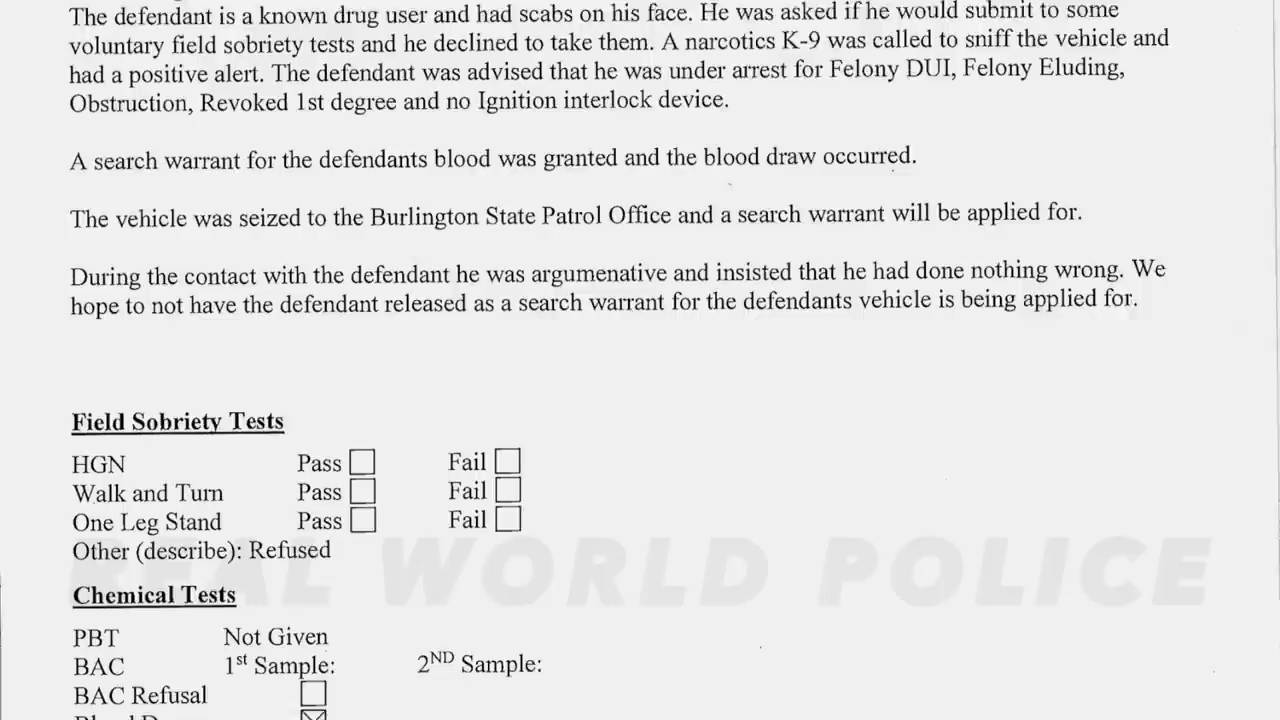 The defendant is a known drug user and had scabs on his face. He was asked if he would submit to some
voluntary field sobriety tests and he declined to take them. A narcotics K-9 was called to sniff the vehicle and
had a positive alert. The defendant was advised that he was under arrest for Felony DUI, Felony Eluding,
Obstruction, Revoked 1st degree and no Ignition interlock device.
A search warrant for the defendants blood was granted and the blood draw occurred.
The vehicle was seized to the Burlington State Patrol Office and a search warrant will be applied for.
During the contact with the defendant he was argumenative and insisted that he had done nothing wrong. We
hope to not have the defendant released as a search warrant for the defendants vehicle is being applied for.
Field Sobriety Tests
HGN Pass Fail
Walk and Turn Pass Fail
One Leg Stand Pass Fail
Other (describe): Refused
REAL WORLD POLICE
Chemical Tests
PBT Not Given
BAC 1st Sample: 2ND Sample:
BAC Refusal